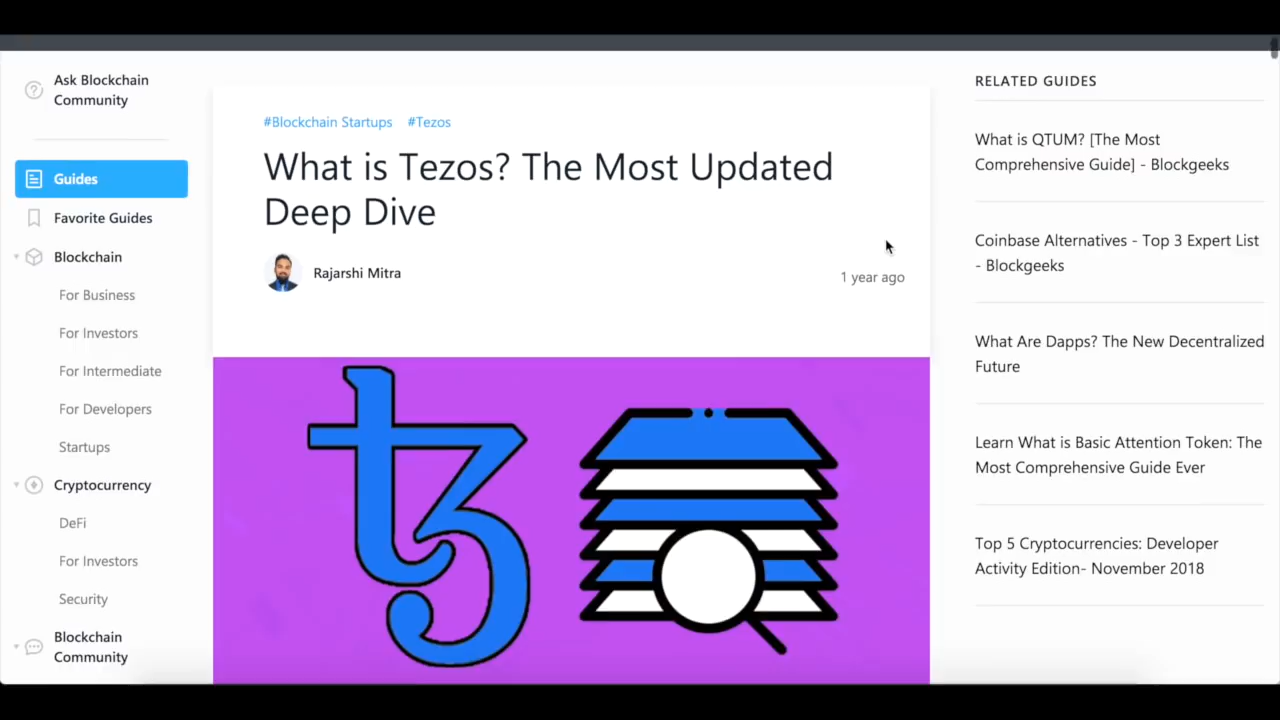 Ask Blockchain
Community
Guides
Favorite Guides
Blockchain
For Business
For Investors
For Intermediate
For Developers
Startups
Cryptocurrency
DeFi
For Investors
Security
Blockchain
Community
#Blockchain Startups #Tezos
What is Tezos? The Most Updated
Deep Dive
Rajarshi Mitra
1 year ago
RELATED GUIDES
What is QTUM? [The Most
Comprehensive Guide] - Blockgeeks
Coinbase Alternatives - Top 3 Expert List
- Blockgeeks
What Are Dapps? The New Decentralized
Future
Learn What is Basic Attention Token: The
Most Comprehensive Guide Ever
Top 5 Cryptocurrencies: Developer
Activity Edition- November 2018